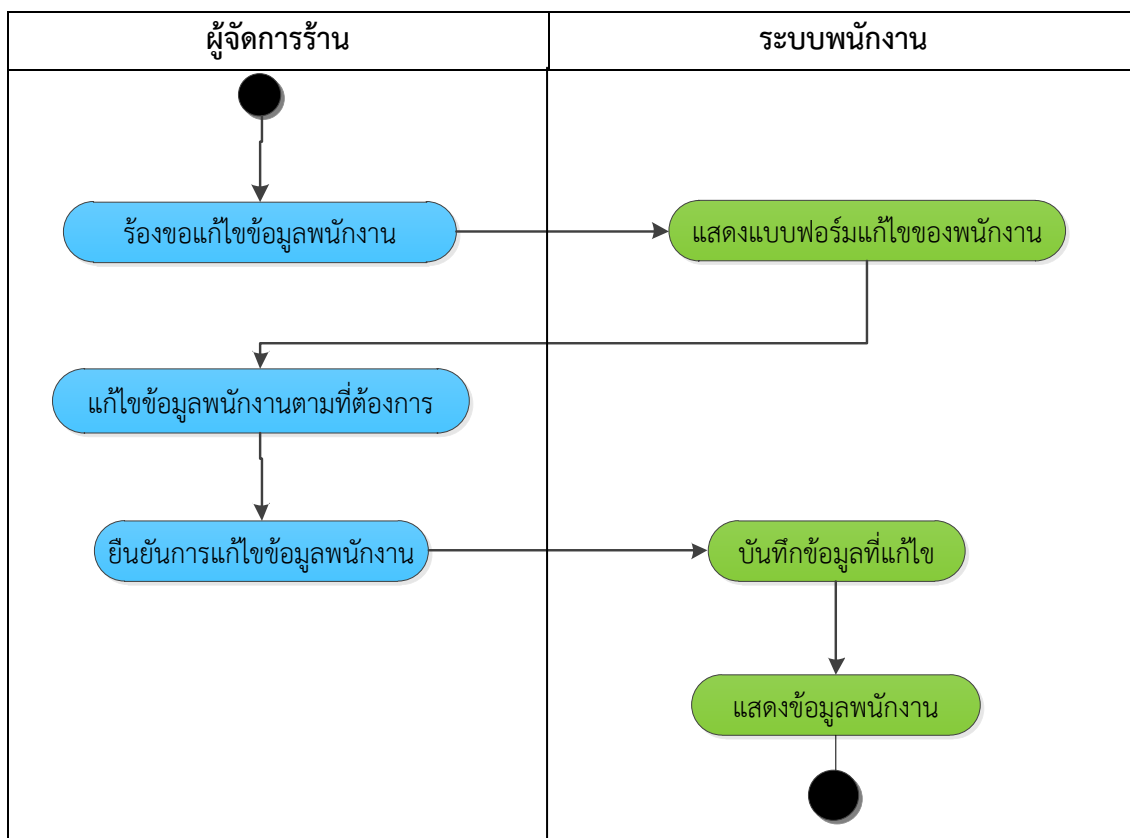 ผู้จัดการร้าน
ระบบพนักงาน
ร้องขอแก้ไขข้อมูลพนักงาน
แสดงแบบฟอร์มแก้ไขของพนักงาน
แก้ไขข้อมูลพนักงานตามที่ต้องการ
ยืนยันการแก้ไขข้อมูลพนักงาน
บันทึกข้อมูลที่แก้ไข
แสดงข้อมูลพนักงาน